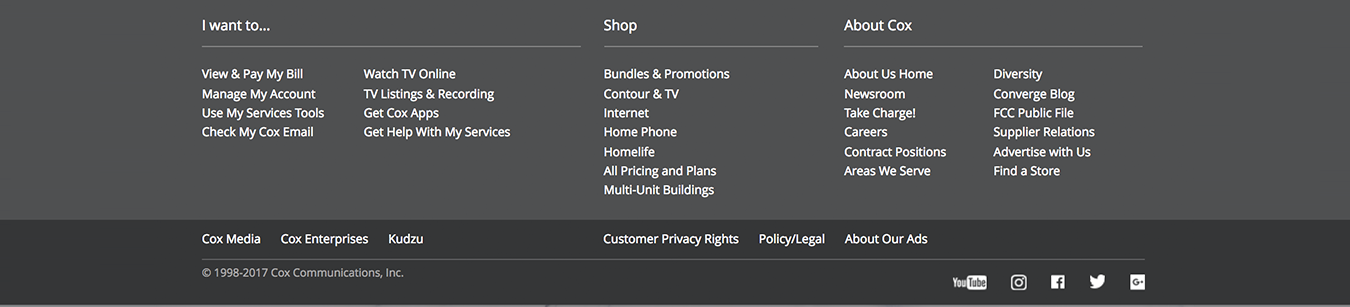 I want to...
View & Pay My Bill
Manage My Account
Use My Services Tools
Check My Cox Email
Watch TV Online
TV Listings & Recording
Get Cox Apps
Get Help With My Services
Shop
Bundles & Promotions
Contour & TV
Internet
Home Phone
Homelife
All Pricing and Plans
Multi-Unit Buildings
About Cox
About Us Home
Newsroom
Take Charge!
Careers
Contract Positions
Areas We Serve
Diversity
Converge Blog
FCC Public File
Supplier Relations
Advertise with Us
Find a Store
Cox Media Cox Enterprises Kudzu Customer Privacy Rights Policy/Legal About Our Ads
© 1998-2017 Cox Communications, Inc.
YouTube
G+